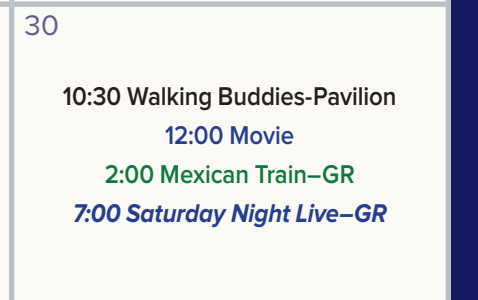 30
10:30 Walking Buddies-Pavilion
12:00 Movie
2:00 Mexican Train–GR
7:00 Saturday Night Live–GR